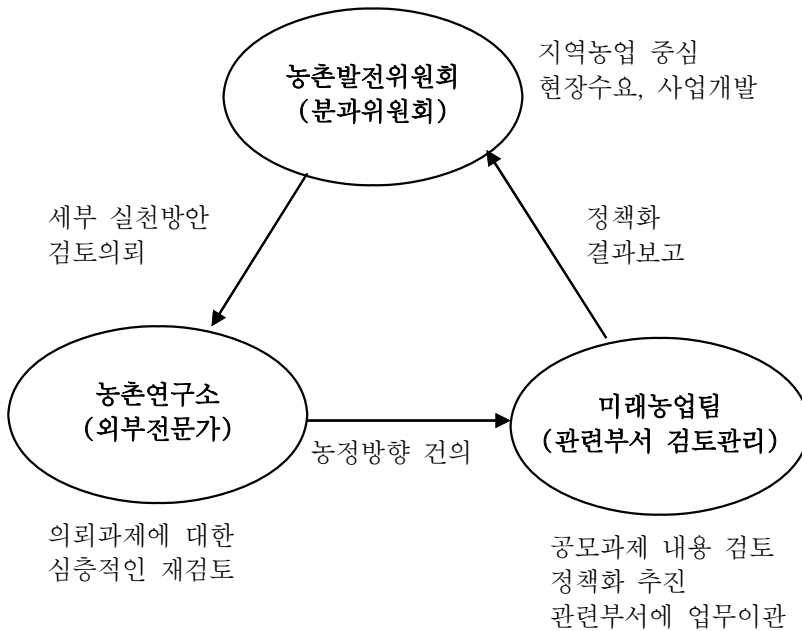 농촌발전위원회
(분과위원회)
지역농업 중심
현장수요, 사업개발
세부 실천방안
검토의뢰
정책화
결과보고
농촌연구소
(외부전문가)
농정방향 건의
미래농업팀
(관련부서 검토관리)
의뢰과제에 대한
심층적인 재검토
공모과제 내용 검토
정책화 추진
관련부서에 업무이관